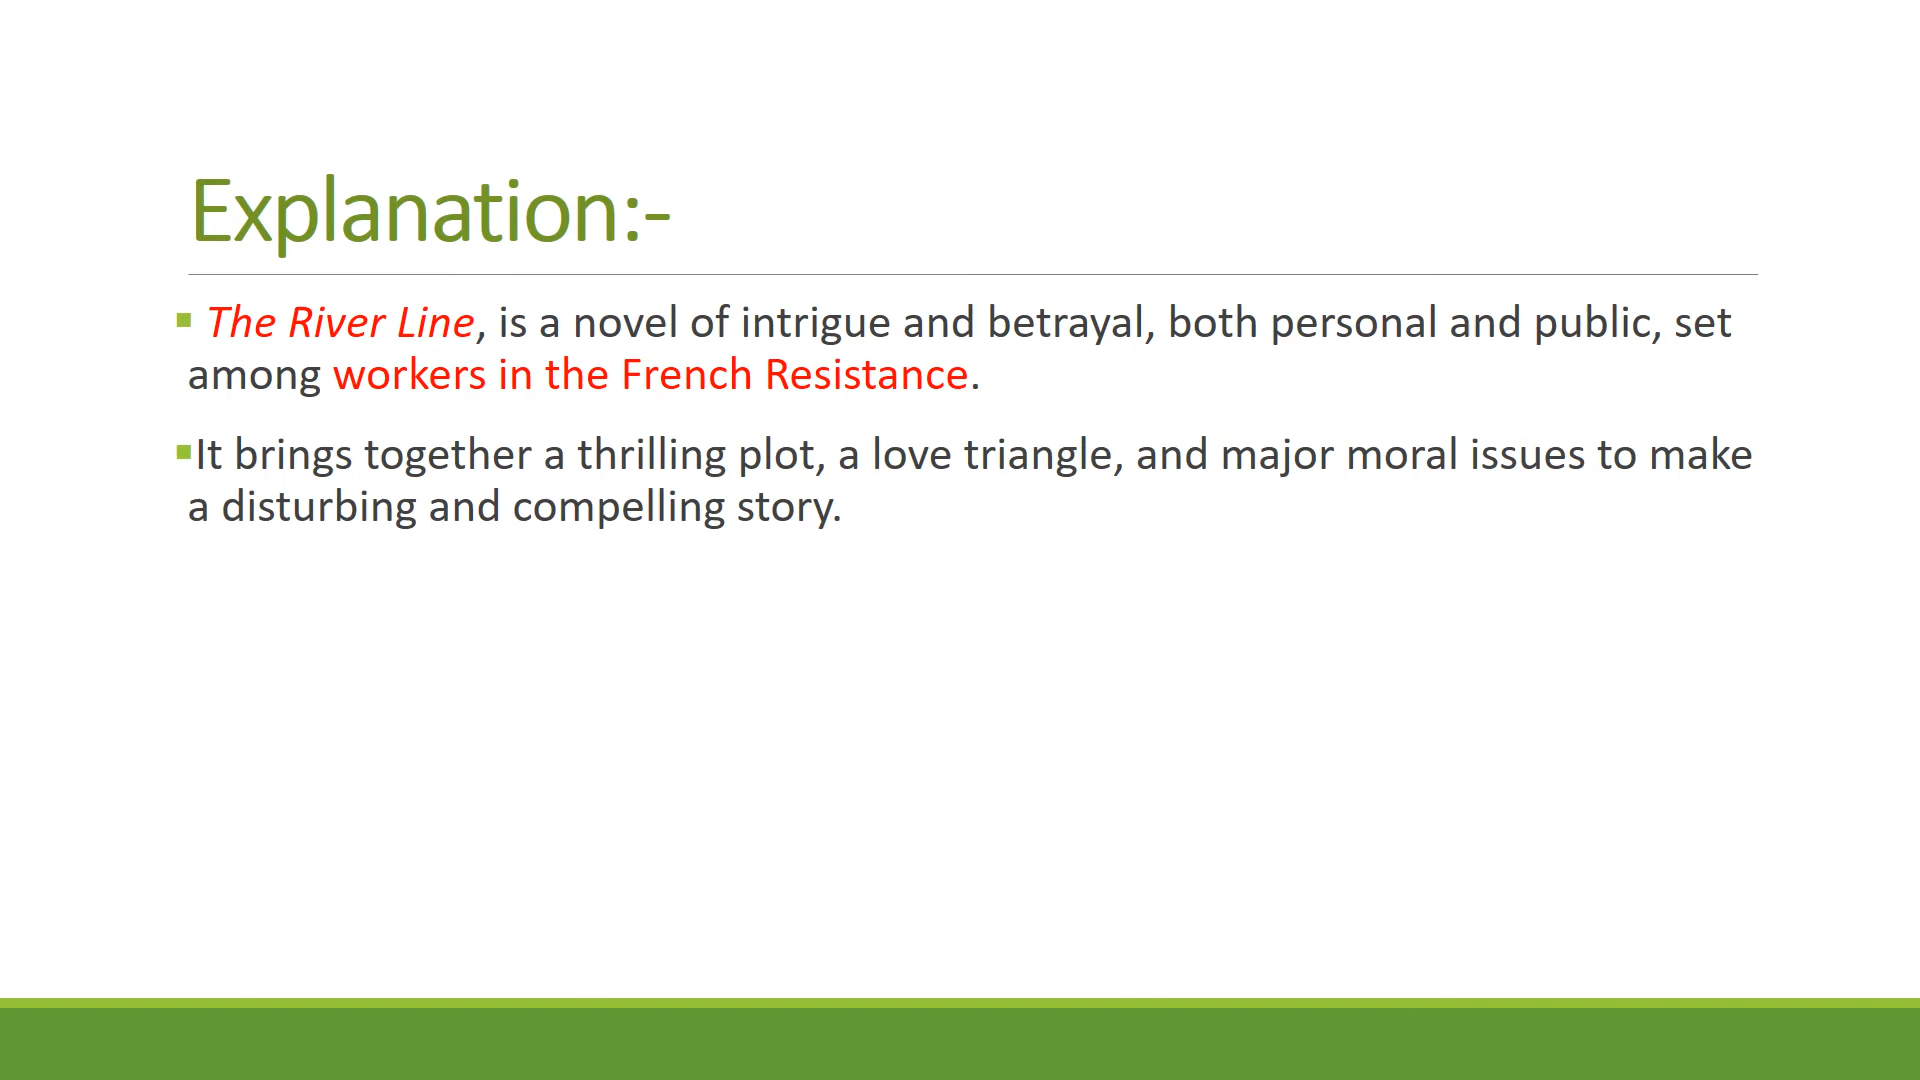 Explanation:-
▪ The River Line, is a novel of intrigue and betrayal, both personal and public, set
among workers in the French Resistance.
▪It brings together a thrilling plot, a love triangle, and major moral issues to make
a disturbing and compelling story.